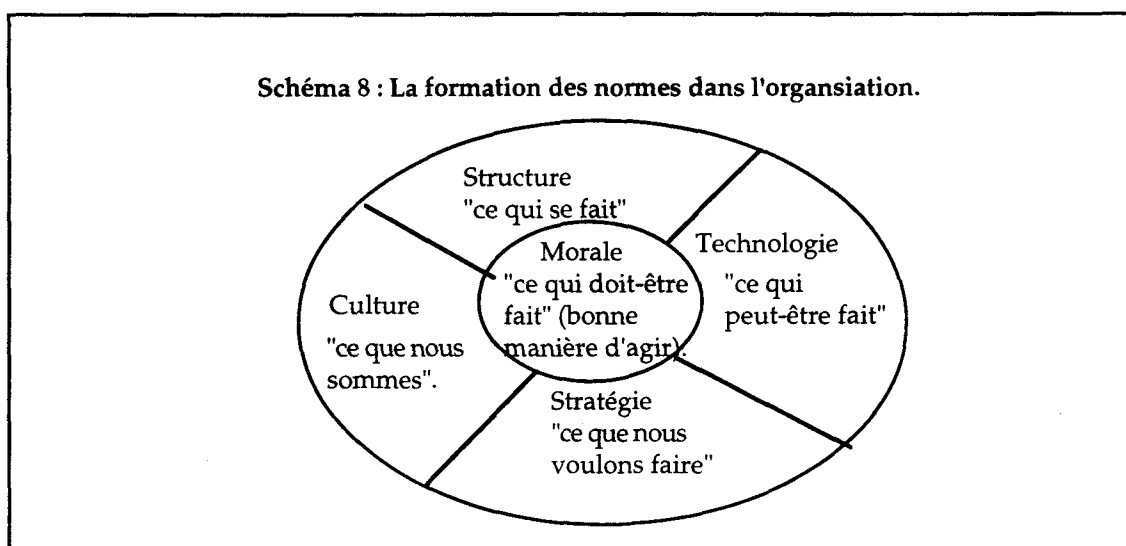 Schéma 8 : La formation des normes dans l'organsiation.
Structure
"ce qui se fait"
Morale
"ce qui doit-être
fait" (bonne
manière d'agir).
Technologie
"ce qui
peut-être fait"
Culture
"ce que nous
sommes".
Stratégie
"ce que nous
voulons faire"